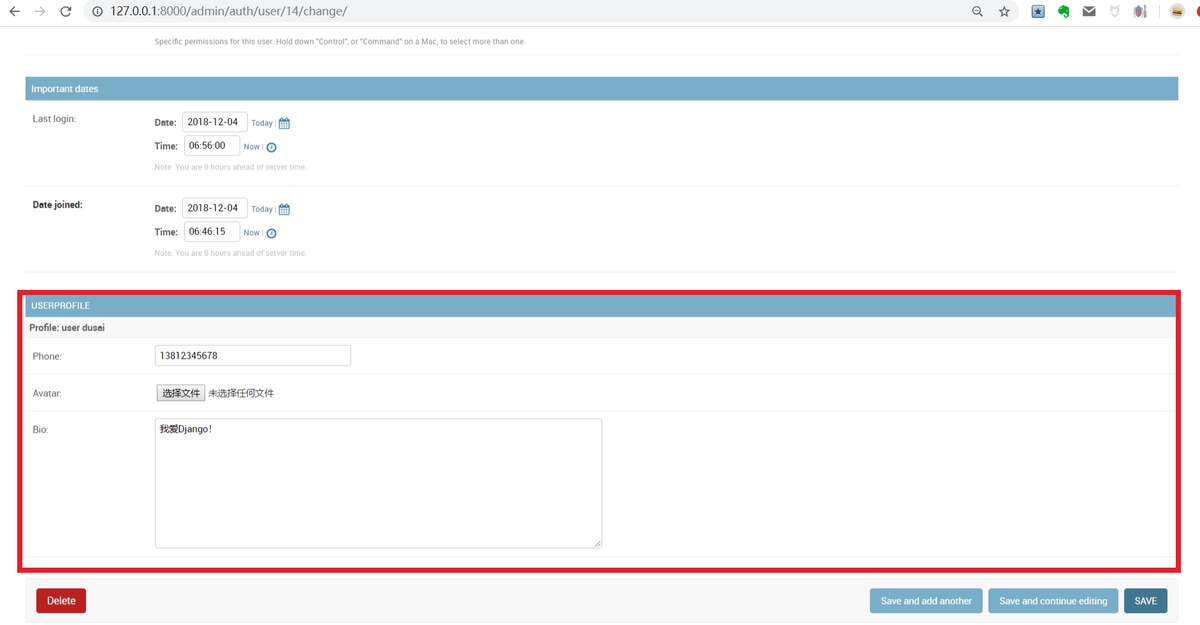 127.0.0.1:8000/admin/auth/user/14/change/
Specific permissions for this user. Hold down "Control", or "Command" on a Mac, to select more than one.
Important dates
Last login:
Date: 2018-12-04 Today |
Time: 06:56:00 Now |
Note: You are 8 hours ahead of server time.
Date joined:
Date: 2018-12-04 Today |
Time: 06:46:15 Now |
Note: You are 8 hours ahead of server time.
USERPROFILE
Profile: user dusai
Phone: 13812345678
Avatar: 选择文件 未选择任何文件
Bio: 我爱Django!
Delete Save and add another Save and continue editing SAVE